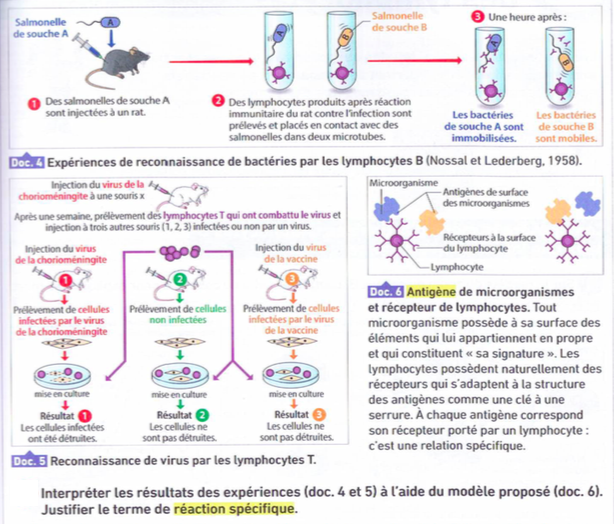 Salmonelle
de souche A
A
1 Des salmonelles de souche A
sont injectées à un rat.
Salmonelle
de souche B
A
B
2 Des lymphocytes produits après réaction
immunitaire du rat contre l'infection sont
prélevés et placés en contact avec des
salmonelles dans deux microtubes.
3 Une heure après :
A
B
Les bactéries
de souche A sont
immobilisées.
Les bactéries
de souche B
sont mobiles.
Doc. 4 Expériences de reconnaissance de bactéries par les lymphocytes B (Nossal et Lederberg, 1958).
Injection du virus de la
chorioméningite à une souris x
Après une semaine, prélèvement des lymphocytes T qui ont combattu le virus et
injection à trois autres souris (1, 2, 3) infectées ou non par un virus.
Injection du virus
de la chorioméningite
1
Prélèvement de cellules
infectées par le virus
de la chorioméningite
mise en culture
Résultat 1
Les cellules infectées
ont été détruites.
2
Prélèvement de cellules
non infectées
mise en culture
Résultat 2
Les cellules ne
sont pas détruites.
Injection du virus
de la vaccine
3
Prélèvement de cellules
infectées par le virus
de la vaccine
mise en culture
Résultat 3
Les cellules ne
sont pas détruites.
Doc. 5 Reconnaissance de virus par les lymphocytes T.
Microorganisme
Antigènes de surface
des microorganismes
Récepteurs à la surface
du lymphocyte
Lymphocyte
Doc. 6 Antigène de microorganismes
et récepteur de lymphocytes. Tout
microorganisme possède à sa surface des
éléments qui lui appartiennent en propre
et qui constituent « sa signature ». Les
lymphocytes possèdent naturellement des
récepteurs qui s'adaptent à la structure
des antigènes comme une clé à une
serrure. À chaque antigène correspond
son récepteur porté par un lymphocyte :
c'est une relation spécifique.
Interpréter les résultats des expériences (doc. 4 et 5) à l'aide du modèle proposé (doc. 6).
Justifier le terme de réaction spécifique.